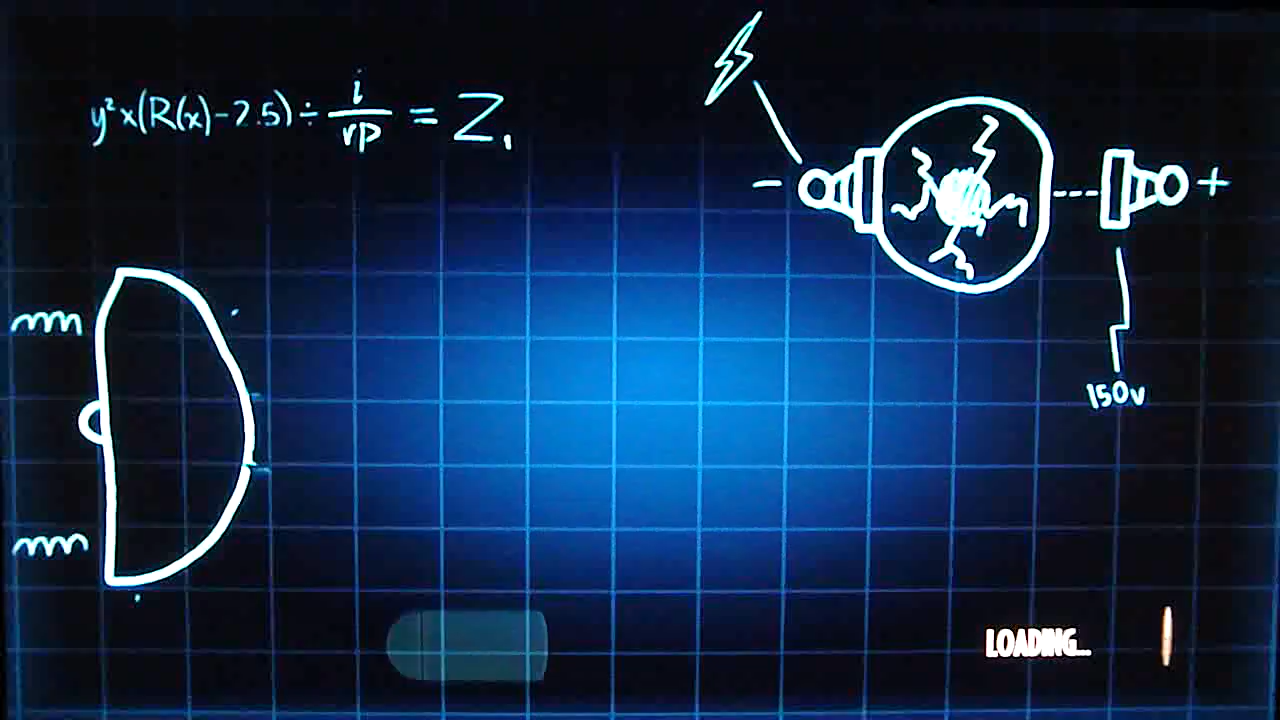 y²x(R(x)-2.5)÷ i/rp = Z,
- +
150v
LOADING...